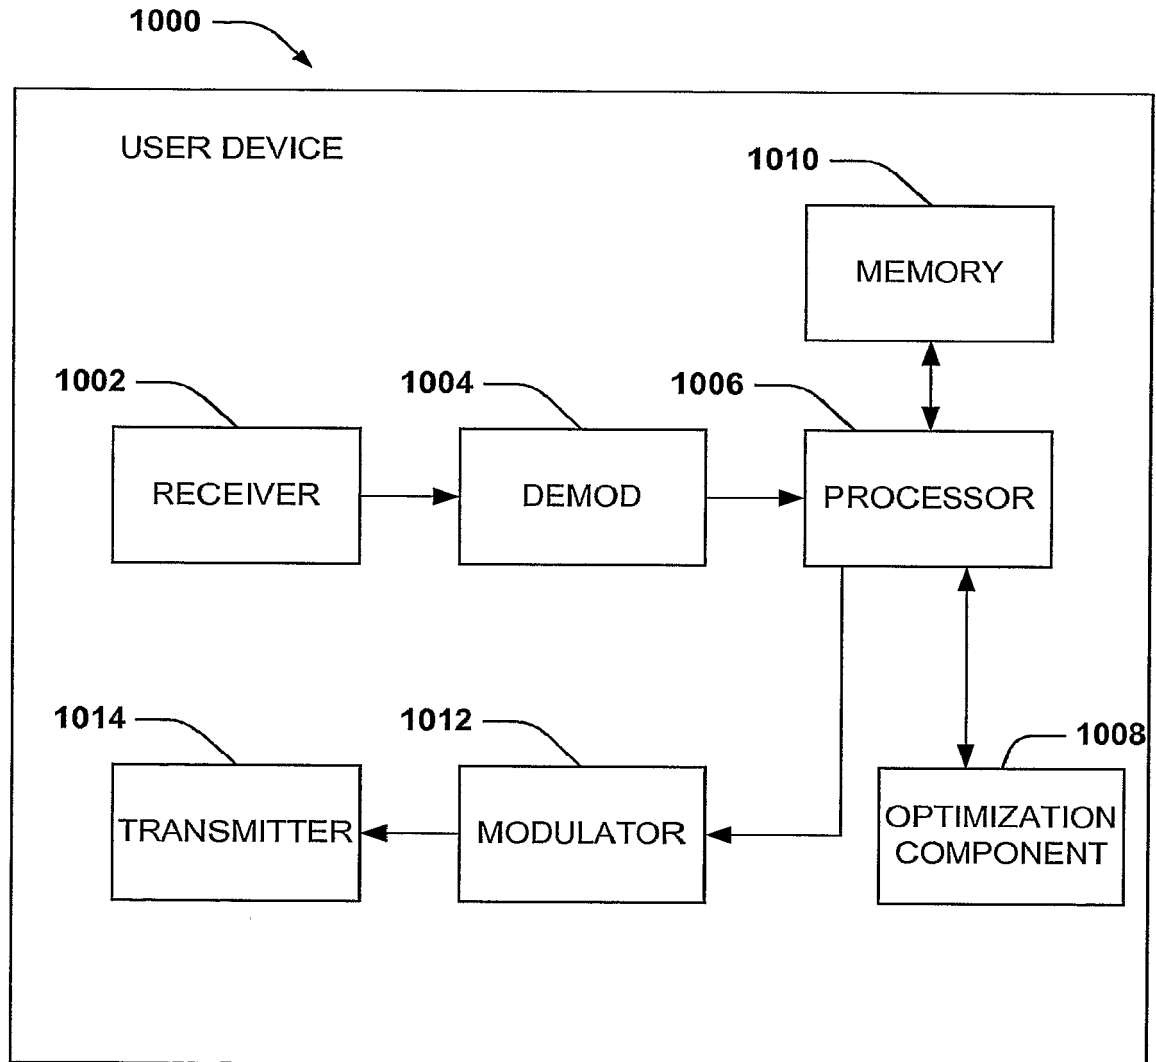 1000
USER DEVICE
1010
MEMORY
1002
1004
1006
RECEIVER
DEMOD
PROCESSOR
1014
1012
1008
TRANSMITTER
MODULATOR
OPTIMIZATION
COMPONENT